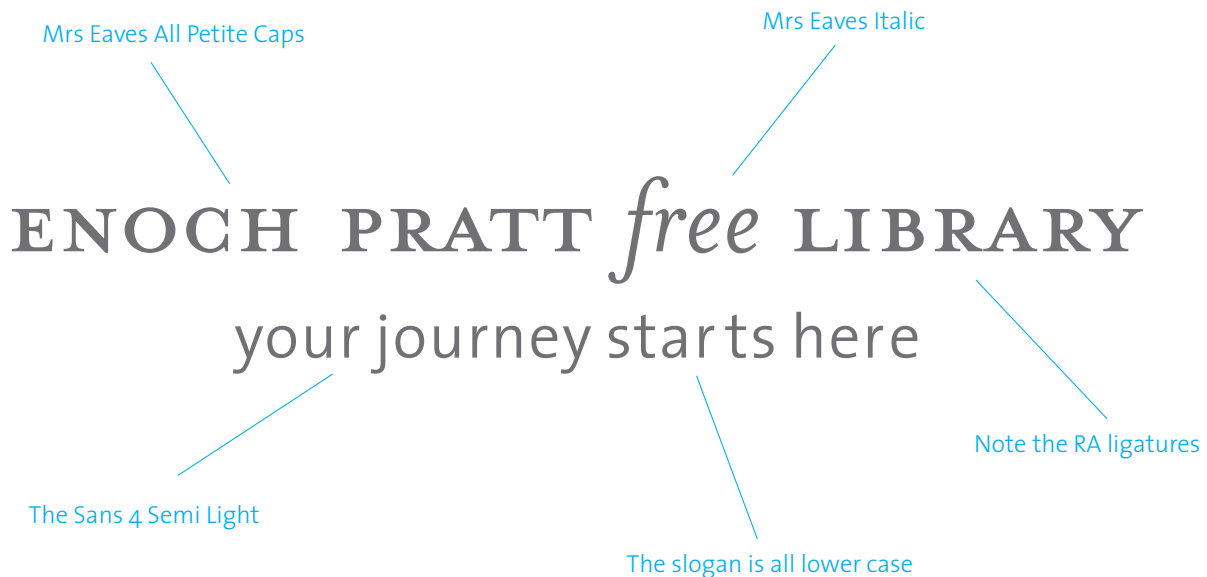 Mrs Eaves All Petite Caps
Mrs Eaves Italic
ENOCH PRATT free LIBRARY
your journey starts here
Note the RA ligatures
The Sans 4 Semi Light
The slogan is all lower case